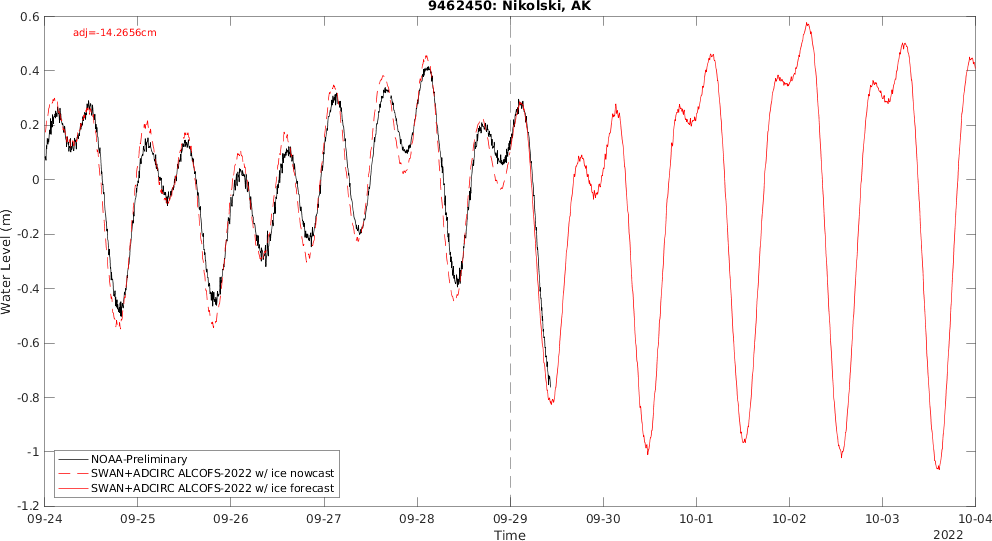 9462450: Nikolski, AK
adj=-14.2656cm
0.6
0.4
0.2
0
-0.2
-0.4
-0.6
-0.8
-1
-1.2
Water Level (m)
NOAA-Preliminary
SWAN+ADCIRC ALCOFS-2022 w/ ice nowcast
SWAN+ADCIRC ALCOFS-2022 w/ ice forecast
09-24 09-25 09-26 09-27 09-28 09-29 09-30 10-01 10-02 10-03 10-04
Time
2022